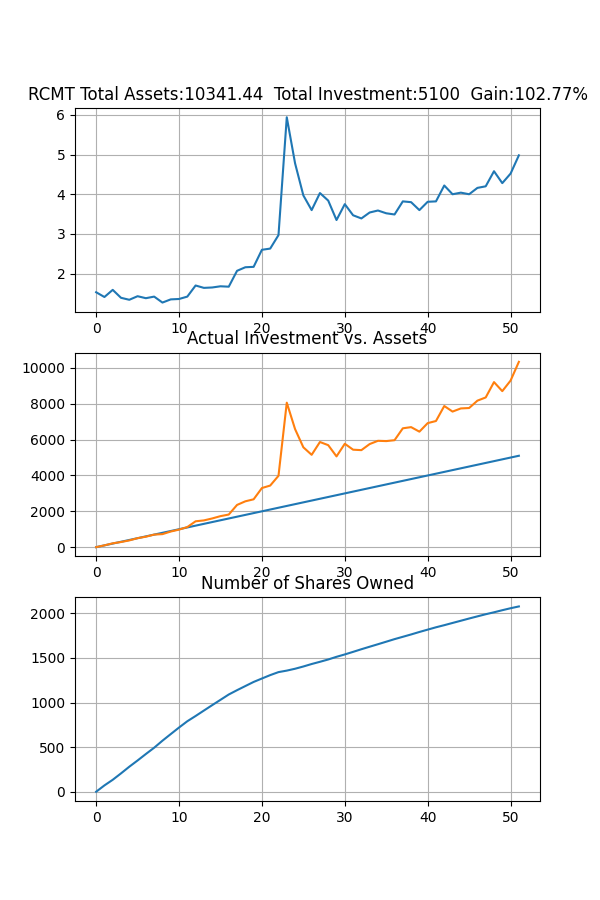 RCMT Total Assets:10341.44  Total Investment:5100  Gain:102.77%
6
5
4
3
2
0 10 20 30 40 50
Actual Investment vs. Assets
10000
8000
6000
4000
2000
0
0 10 20 30 40 50
Number of Shares Owned
2000
1500
1000
500
0
0 10 20 30 40 50